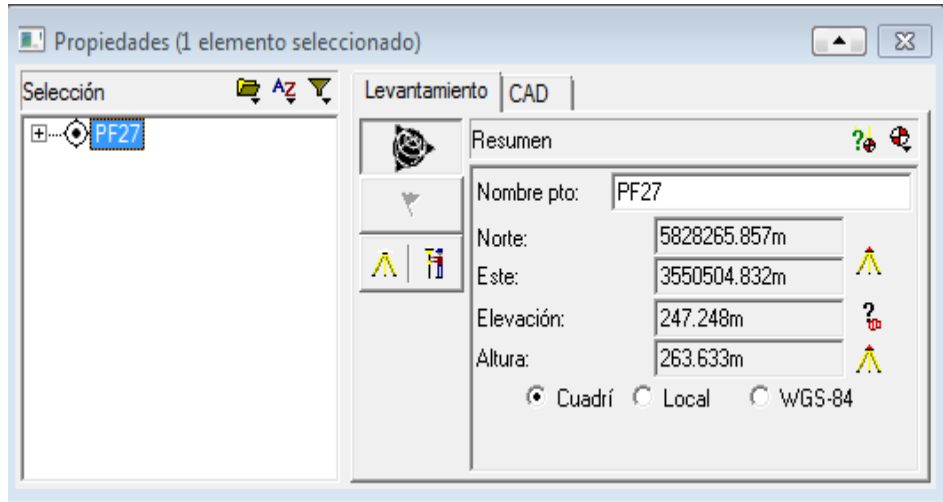 Propiedades (1 elemento seleccionado)
Selección
AZ
PF27
Levantamiento
CAD
Resumen
Nombre pto: PF27
Norte: 5828265.857m
Este: 3550504.832m
Elevación: 247.248m
Altura: 263.633m
Cuadrí Local WGS-84